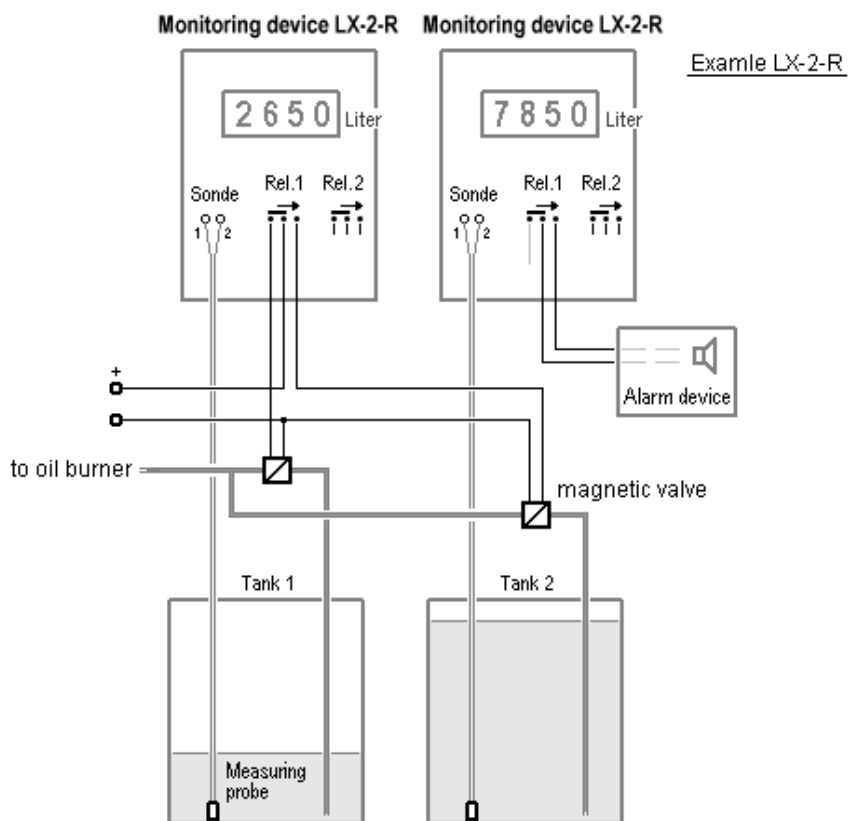 Monitoring device LX-2-R
Monitoring device LX-2-R
Examle LX-2-R
2650 Liter
7850 Liter
Sonde
Rel.1
Rel.2
1
2
Sonde
Rel.1
Rel.2
1
2
+
Alarm device
to oil burner
magnetic valve
Tank 1
Tank 2
Measuring
probe